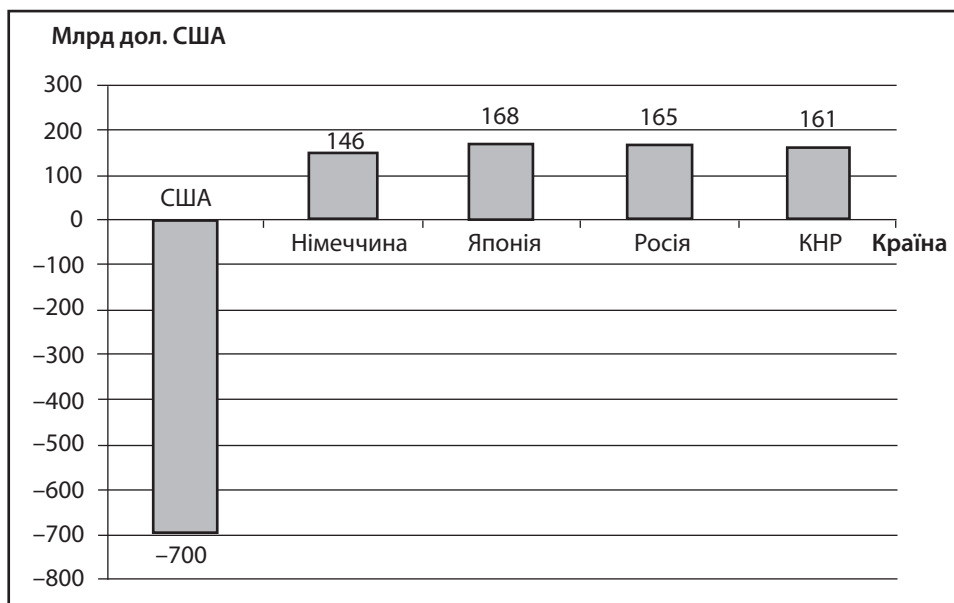 Млрд дол. США
300
200
100
0
–100
–200
–300
–400
–500
–600
–700
–800
США
–700
146
168
165
161
Німеччина
Японія
Росія
КНР
Країна